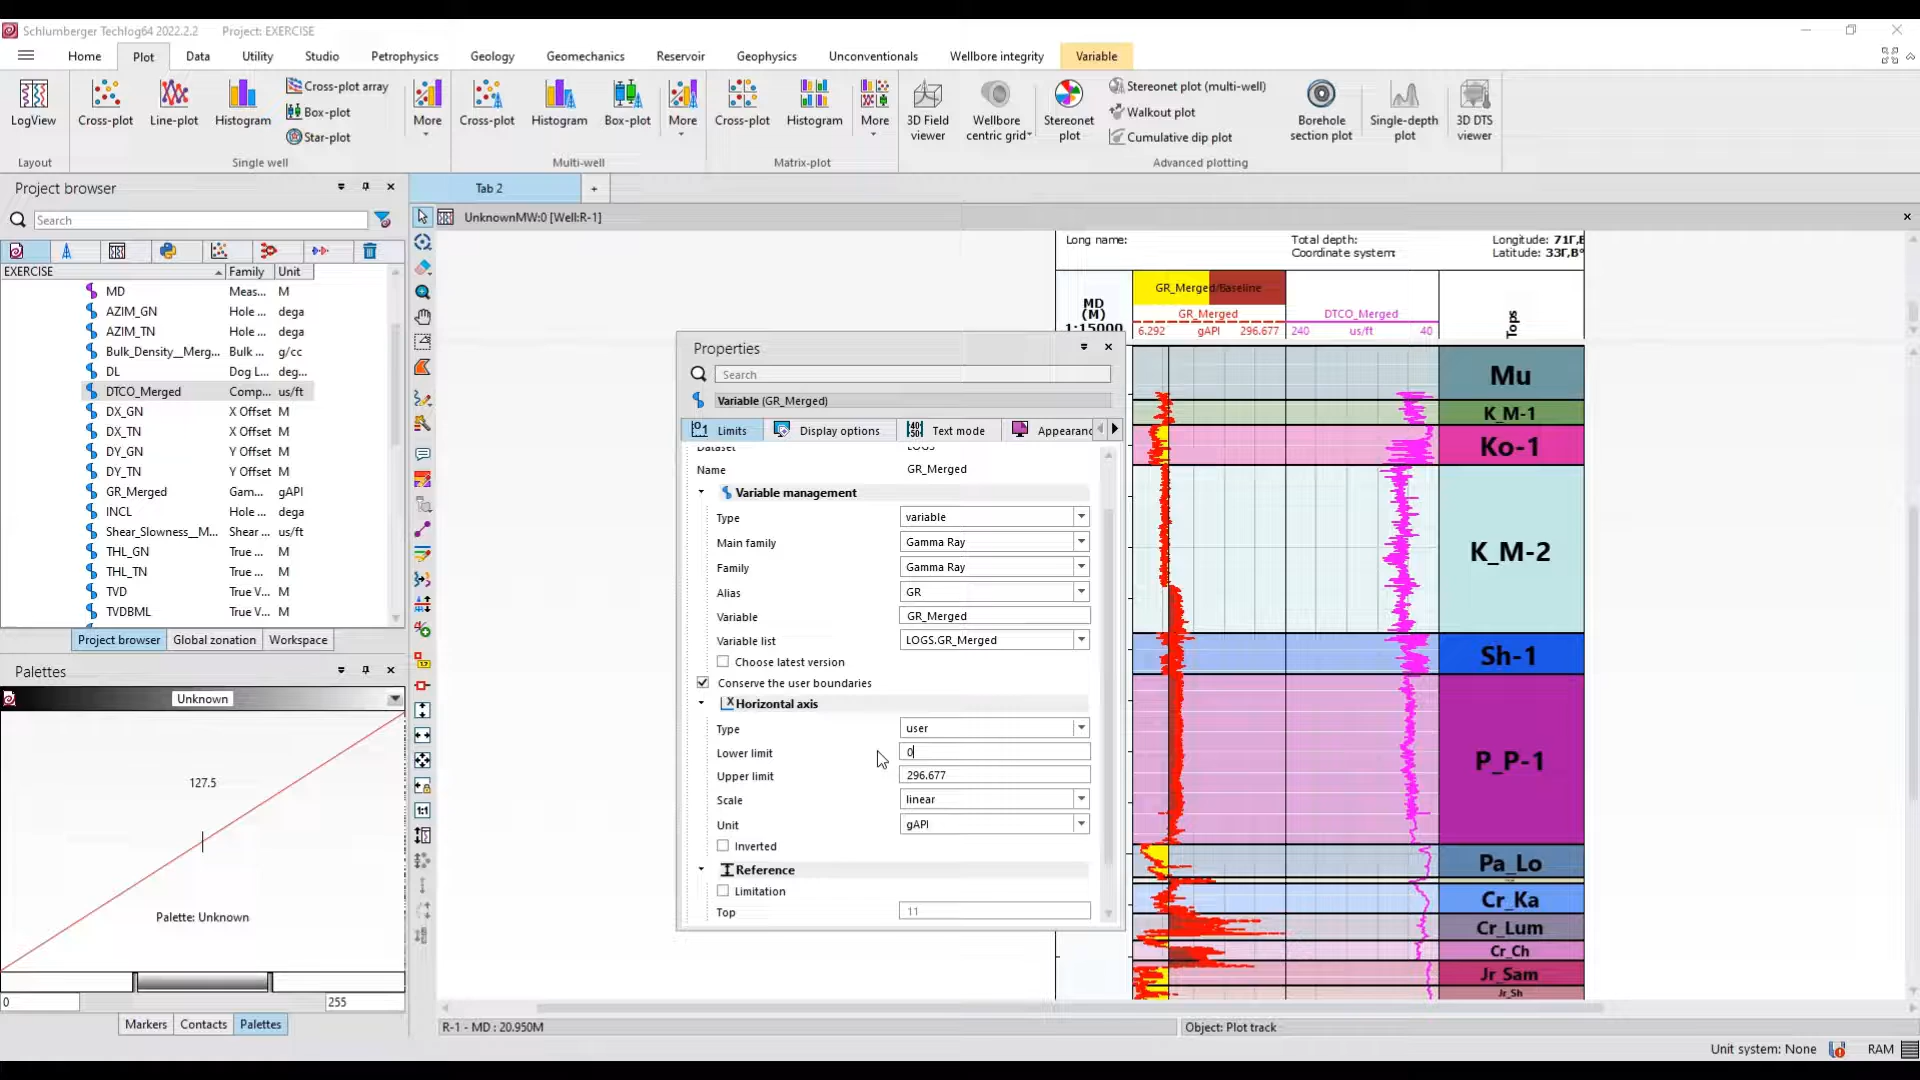 Schlumberger Techlog64 2022.2.2 Project: EXERCISE
Home Plot Data Utility Studio Petrophysics Geology Geomechanics Reservoir Geophysics Unconventionals Wellbore integrity Variable
LogView
Layout
Cross-plot Line-plot Histogram
Cross-plot array
Box-plot
Star-plot
More
Single well
Cross-plot Histogram Box-plot More
Multi-well
Cross-plot Histogram More
Matrix-plot
3D Field viewer
Wellbore centric grid
Stereonet plot
Stereonet plot (multi-well)
Walkout plot
Cumulative dip plot
Borehole section plot
Single-depth plot
3D DTS viewer
Advanced plotting
Project browser
Search
EXERCISE Family Unit
MD Meas... M
AZIM_GN Hole ... dega
AZIM_TN Hole ... dega
Bulk_Density__Merg... Bulk ... g/cc
DL Dog L... deg...
DTCO_Merged Comp... us/ft
DX_GN X Offset M
DX_TN X Offset M
DY_GN Y Offset M
DY_TN Y Offset M
GR_Merged Gam... gAPI
INCL Hole ... dega
Shear_Slowness__M... Shear ... us/ft
THL_GN True ... M
THL_TN True ... M
TVD True V... M
TVDBML True V... M
Project browser Global zonation Workspace
Palettes
Unknown
127.5
Palette: Unknown
0 255
Markers Contacts Palettes
Tab 2 +
UnknownMW:0 [Well:R-1]
Long name: Total depth: Longitude: 71Г,В
Coordinate system: Latitude: 33Г,В°
MD
(M)
1:15000
GR_Merged/Baseline
GR_Merged
6.292 gAPI 296.677
DTCO_Merged
240 us/ft 40
Tops
Mu
K_M-1
Ko-1
K_M-2
Sh-1
P_P-1
Pa_Lo
Cr_Ka
Cr_Lum
Cr_Ch
Jr_Sam
Jr_Sh
Properties
Search
Variable (GR_Merged)
Limits Display options Text mode Appearanc
Dataset LOGS
Name GR_Merged
Variable management
Type variable
Main family Gamma Ray
Family Gamma Ray
Alias GR
Variable GR_Merged
Variable list LOGS.GR_Merged
Choose latest version
Conserve the user boundaries
Horizontal axis
Type user
Lower limit 0
Upper limit 296.677
Scale linear
Unit gAPI
Inverted
Reference
Limitation
Top 11
R-1 - MD : 20.950M
Object: Plot track
Unit system: None RAM